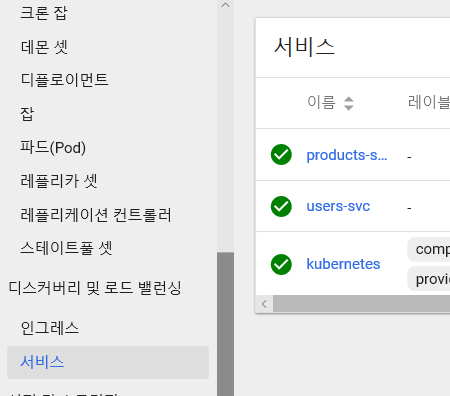 크론 잡
데몬 셋
디플로이먼트
잡
파드(Pod)
레플리카 셋
레플리케이션 컨트롤러
스테이트풀 셋
디스커버리 및 로드 밸런싱
인그레스
서비스
서비스
이름 레이블
products-s... -
users-svc -
kubernetes comp
provi